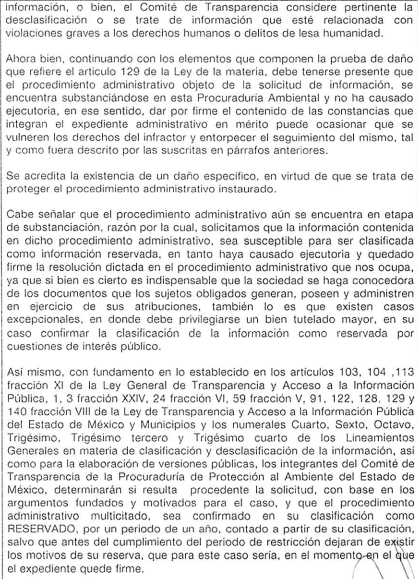 información, o bien, el Comité de Transparencia considere pertinente la
desclasificación o se trate de información que esté relacionada con
violaciones graves a los derechos humanos o delitos de lesa humanidad.
Ahora bien, continuando con los elementos que componen la prueba de daño
que refiere el articulo 129 de la Ley de la materia, debe tenerse presente que
el procedimiento administrativo objeto de la solicitud de información, se
encuentra substanciándose en esta Procuraduría Ambiental y no ha causado
ejecutoria, en ese sentido, dar por firme el contenido de las constancias que
integran el expediente administrativo en mérito puede ocasionar que se
vulneren los derechos del infractor y entorpecer el seguimiento del mismo, tal
y como fuera descrito por las suscritas en párrafos anteriores.
Se acredita la existencia de un daño específico, en virtud de que se trata de
proteger el procedimiento administrativo instaurado.
Cabe señalar que el procedimiento administrativo aún se encuentra en etapa
de substanciación, razón por la cual, solicitamos que la información contenida
en dicho procedimiento administrativo, sea susceptible para ser clasificada
como información reservada, en tanto haya causado ejecutoria y quedado
firme la resolución dictada en el procedimiento administrativo que nos ocupa,
ya que si bien es cierto es indispensable que la sociedad se haga conocedora
de los documentos que los sujetos obligados generan, poseen y administren
en ejercicio de sus atribuciones, también lo es que existen casos
excepcionales, en donde debe privilegiarse un bien tutelado mayor, en su
caso confirmar la clasificación de la información como reservada por
cuestiones de interés público.
Así mismo, con fundamento en lo establecido en los artículos 103, 104 ,113
fracción XI de la Ley General de Transparencia y Acceso a la Información
Pública, 1, 3 fracción XXIV, 24 fracción VI, 59 fracción V, 91, 122, 128. 129 y
140 fracción VIII de la Ley de Transparencia y Acceso a la Información Pública
del Estado de México y Municipios y los numerales Cuarto, Sexto, Octavo,
Trigésimo, Trigésimo tercero y Trigésimo cuarto de los Lineamientos
Generales en materia de clasificación y desclasificación de la información, así
como para la elaboración de versiones públicas, los integrantes del Comité de
Transparencia de la Procuraduría de Protección al Ambiente del Estado de
México, determinarán si resulta procedente la solicitud, con base en los
argumentos fundados y motivados para el caso, y que el procedimiento
administrativo multicitado, sea confirmado en su clasificación como
RESERVADO, por un periodo de un año, contado a partir de su clasificación,
salvo que antes del cumplimiento del periodo de restricción dejaran de existir
los motivos de su reserva, que para este caso sería, en el momento en el que
el expediente quede firme.